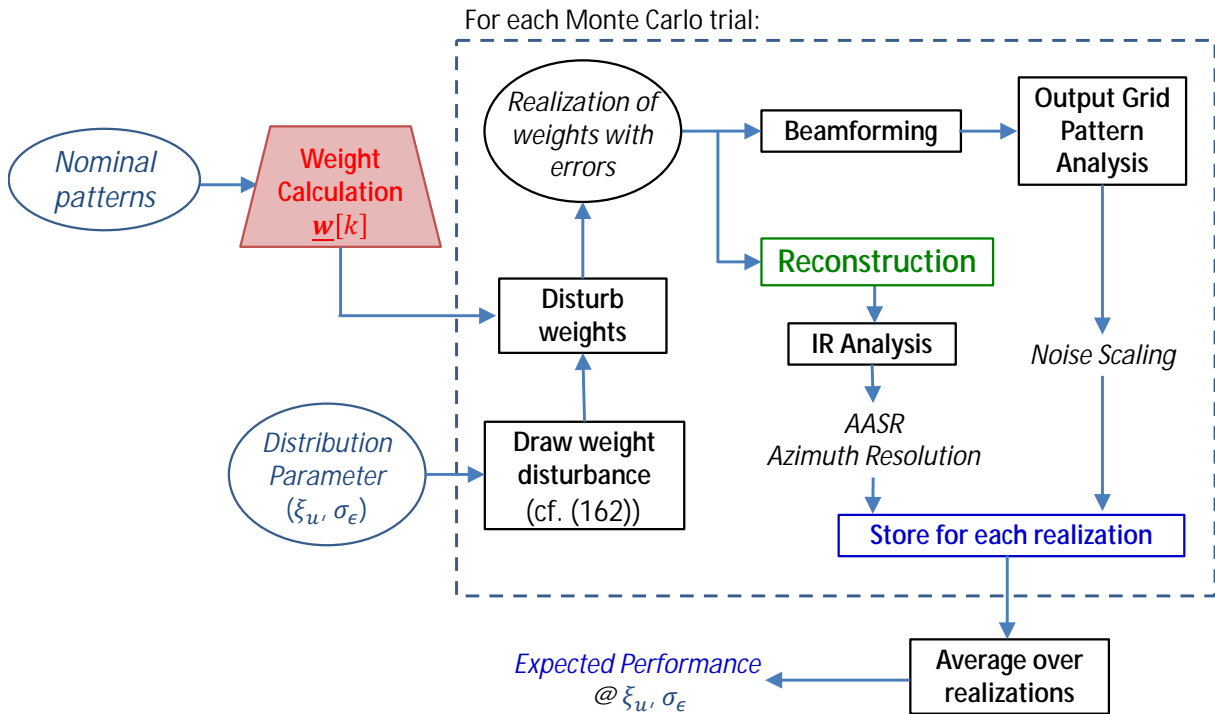 For each Monte Carlo trial:
Nominal
patterns
Weight
Calculation
w[k]
Realization of
weights with
errors
Beamforming
Output Grid
Pattern
Analysis
Reconstruction
Disturb
weights
IR Analysis
Noise Scaling
Distribution
Parameter
(ξu, σϵ)
Draw weight
disturbance
(cf. (162))
AASR
Azimuth Resolution
Store for each realization
Average over
realizations
Expected Performance
@ ξu, σϵ